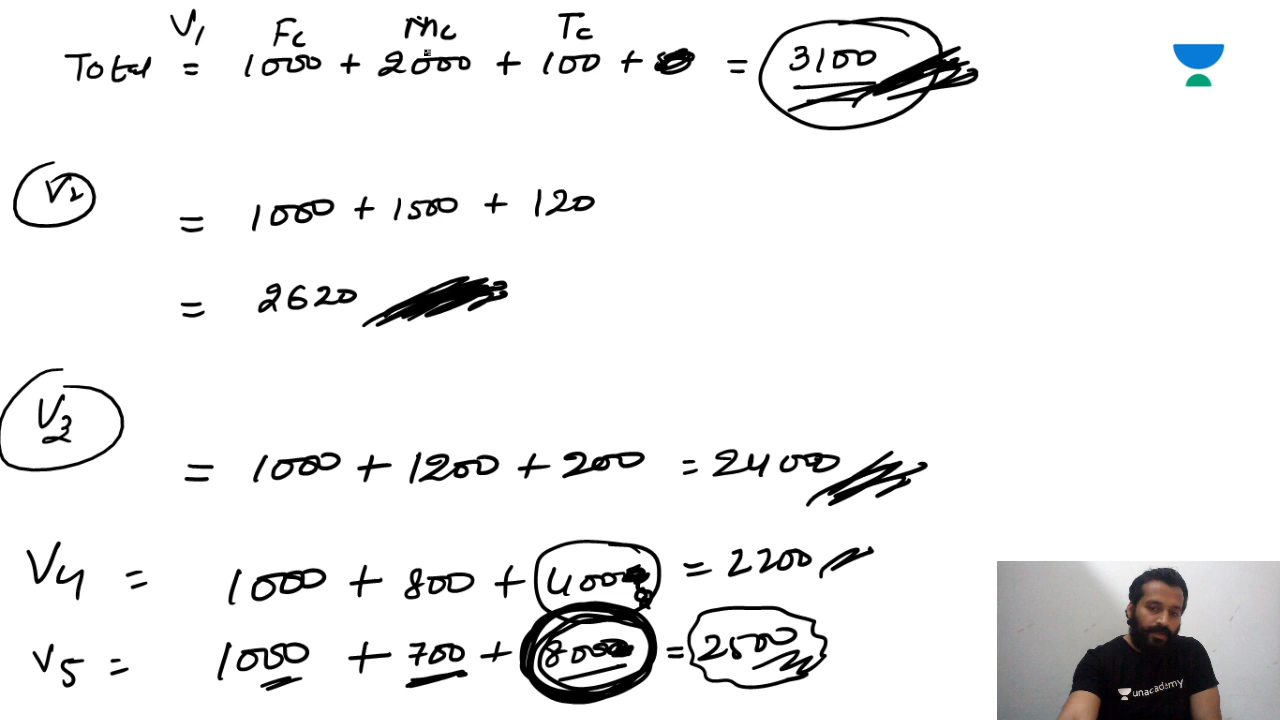 V1 Fc Mc Tc
Total = 1000 + 2000 + 100 + = 3100
V2
= 1000 + 1500 + 120
= 2620
V3
= 1000 + 1200 + 200 = 2400
V4 = 1000 + 800 + 400 = 2200
V5 = 1000 + 700 + 800 = 2500
unacademy